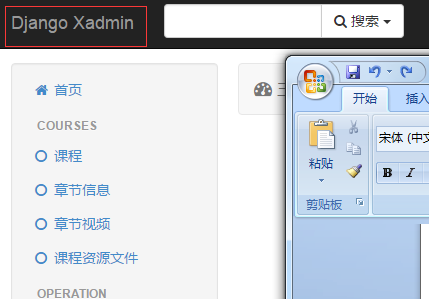 Django Xadmin
搜索
首页
COURSES
课程
章节信息
章节视频
课程资源文件
OPERATION
开始
插入
粘贴
宋体 (中文
B I
剪贴板